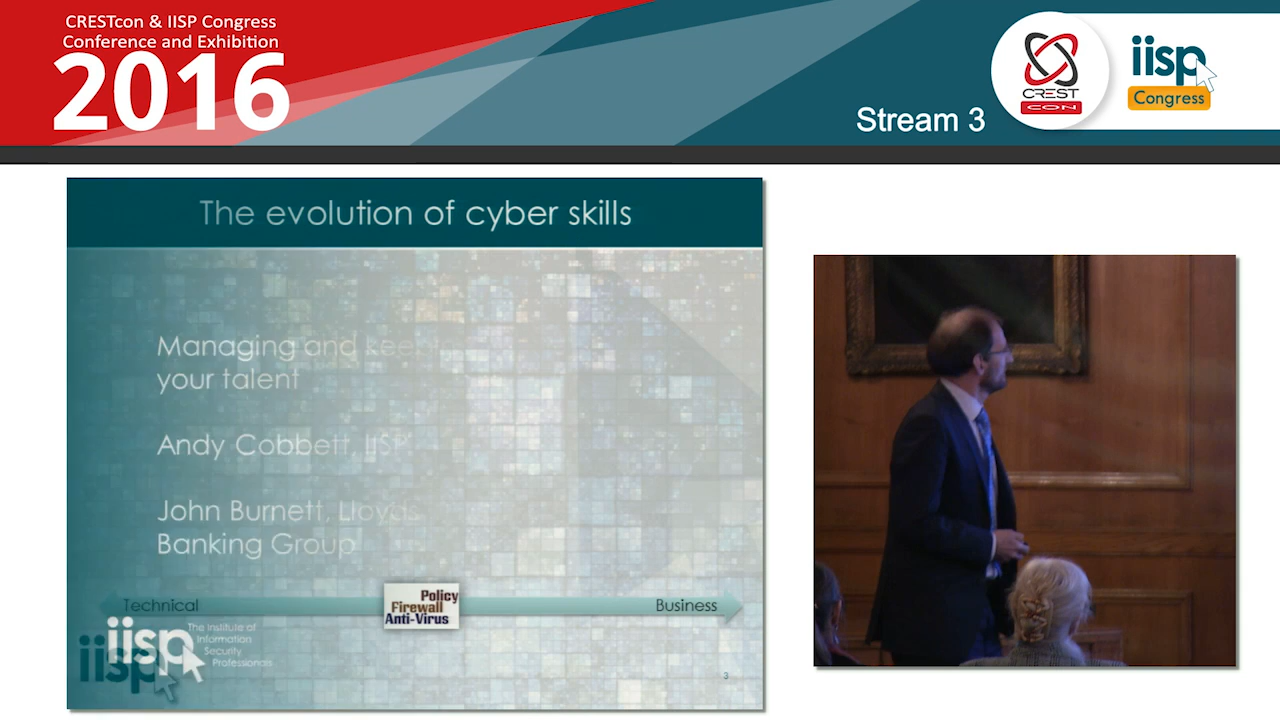 CRESTcon & IISP Congress
Conference and Exhibition
2016
Stream 3
CREST
CON
iisp
Congress
The evolution of cyber skills
Managing and keeping
your talent
Andy Cobbett, IISP
John Burnett, Lloyds
Banking Group
Technical
Policy
Firewall
Anti-Virus
Business
iisp
The Institute of
Information
Security
Professionals
iisp
3